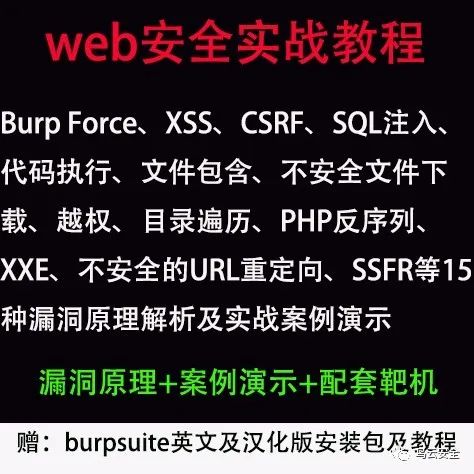 web安全实战教程
Burp Force、XSS、CSRF、SQL注入、
代码执行、文件包含、不安全文件下
载、越权、目录遍历、PHP反序列、
XXE、不安全的URL重定向、SSFR等15
种漏洞原理解析及实战案例演示
漏洞原理+案例演示+配套靶机
赠：burpsuite英文及汉化版安装包及教程